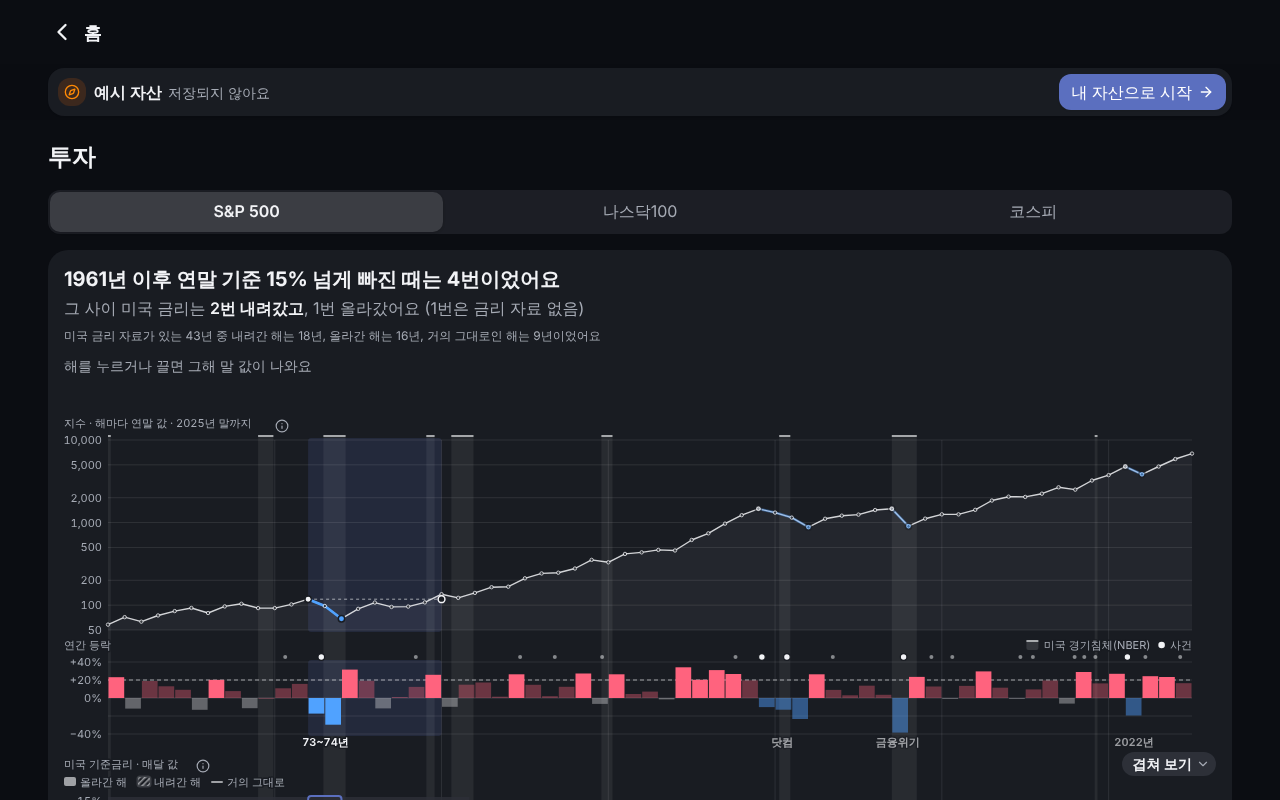 홈
예시 자산 저장되지 않아요
내 자산으로 시작 →
투자
S&P 500 나스닥100 코스피
1961년 이후 연말 기준 15% 넘게 빠진 때는 4번이었어요
그 사이 미국 금리는 2번 내려갔고, 1번 올라갔어요 (1번은 금리 자료 없음)
미국 금리 자료가 있는 43년 중 내려간 해는 18년, 올라간 해는 16년, 거의 그대로인 해는 9년이었어요
해를 누르거나 끌면 그해 말 값이 나와요
지수 · 해마다 연말 값 · 2025년 말까지
10,000
5,000
2,000
1,000
500
200
100
50
연간 등락
미국 경기침체(NBER) 사건
+40%
+20%
0%
−40%
73~74년 닷컴 금융위기 2022년
미국 기준금리 · 매달 값
겹쳐 보기
올라간 해 내려간 해 거의 그대로
15%